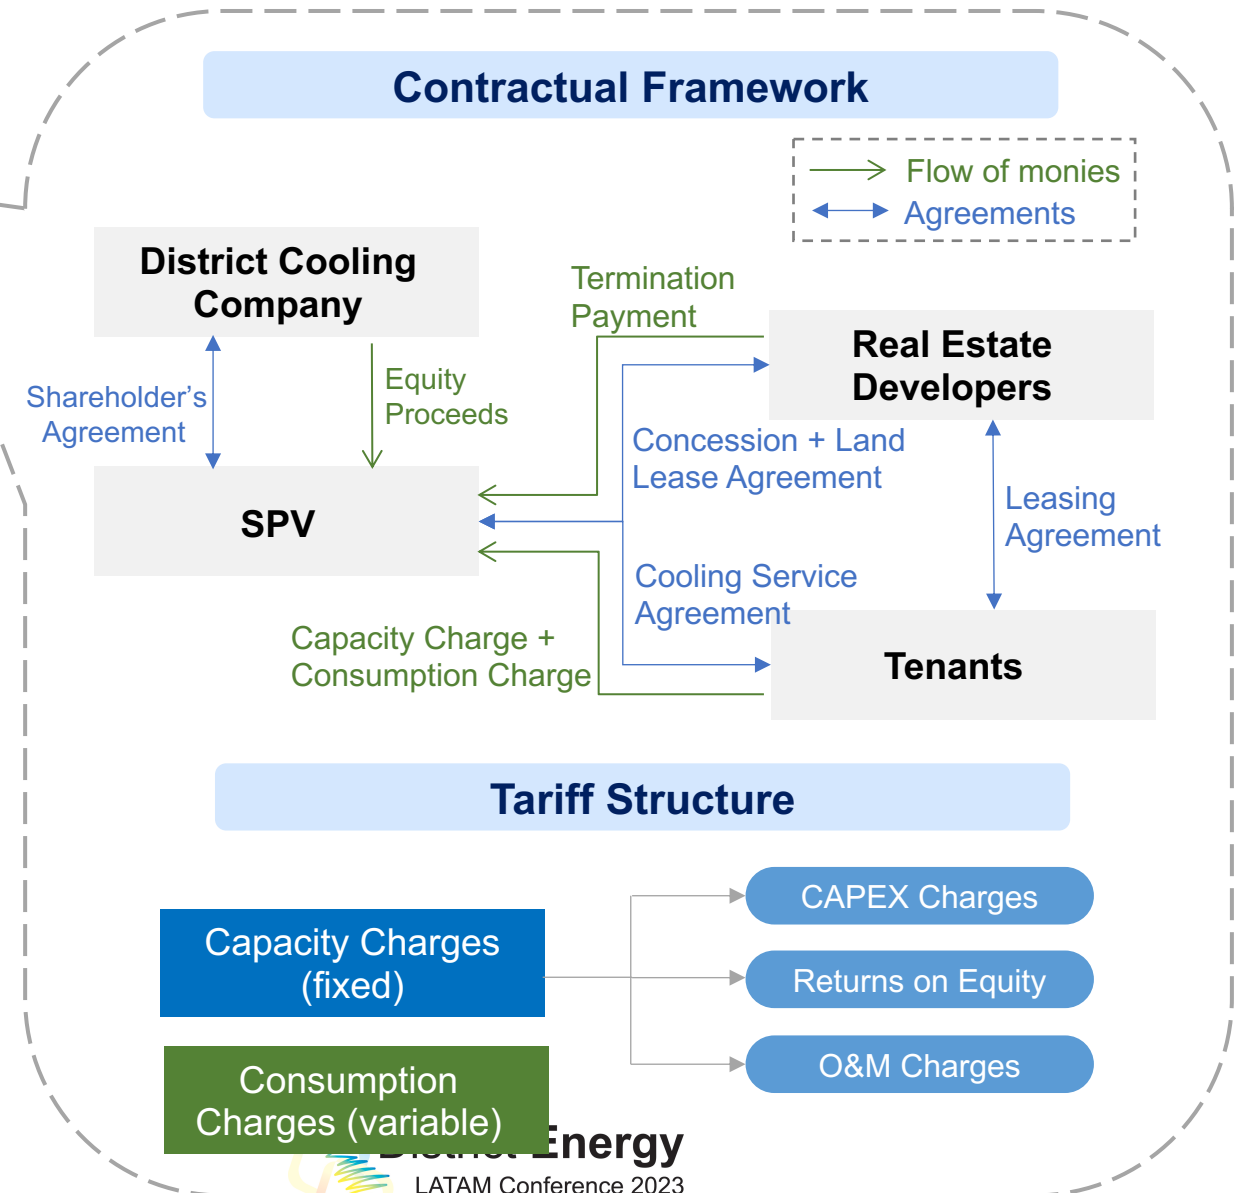 Contractual Framework
Flow of monies
Agreements
District Cooling
Company
Termination
Payment
Real Estate
Developers
Shareholder's
Agreement
Equity
Proceeds
Concession + Land
Lease Agreement
SPV
Leasing
Agreement
Cooling Service
Agreement
Capacity Charge +
Consumption Charge
Tenants
Tariff Structure
CAPEX Charges
Capacity Charges
(fixed)
Returns on Equity
O&M Charges
Consumption
Charges (variable)
District Energy
LATAM Conference 2023